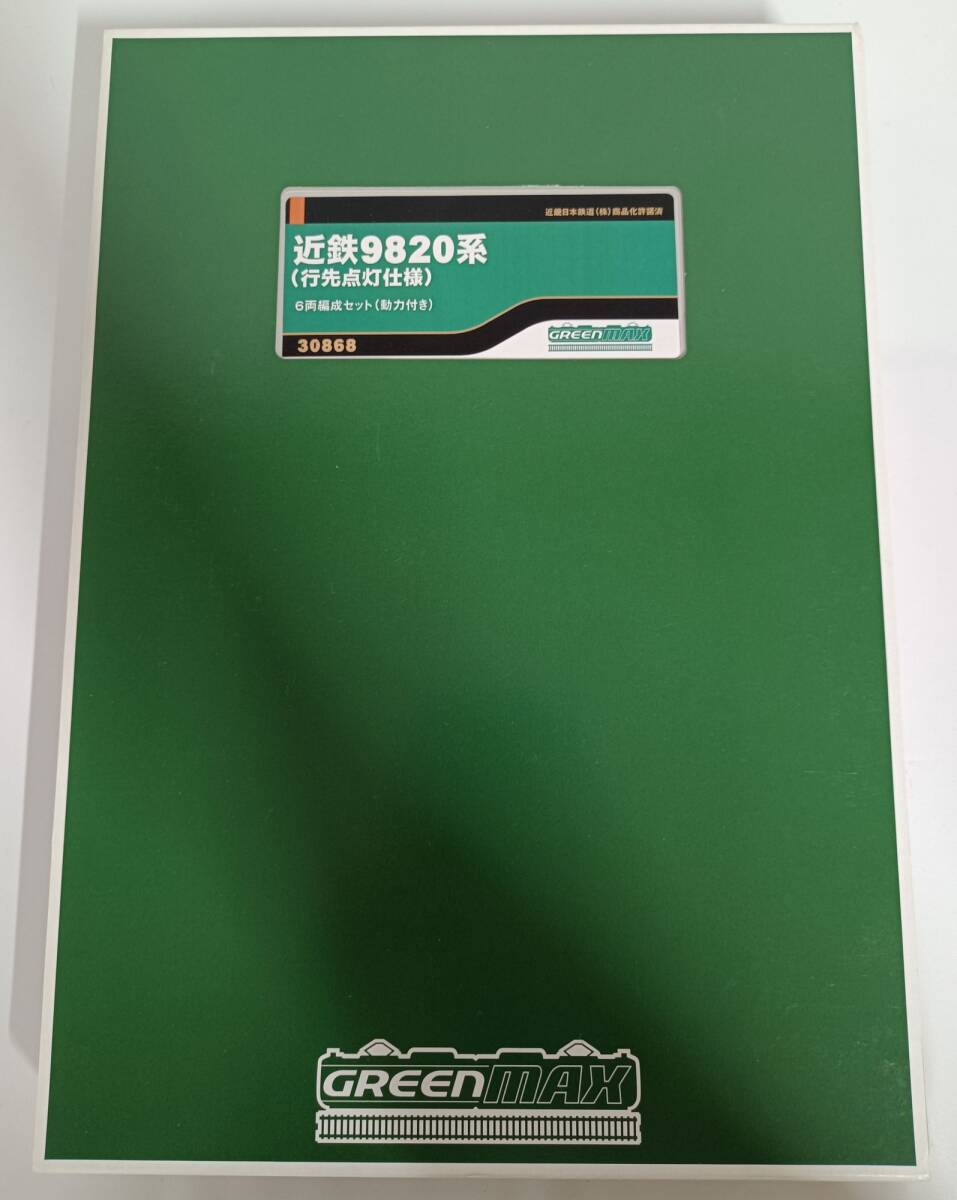 近畿日本鉄道(株)商品化許諾済
近鉄9820系
(行先点灯仕様)
6両編成セット(動力付き)
30868
GREENMAX
GREENMAX